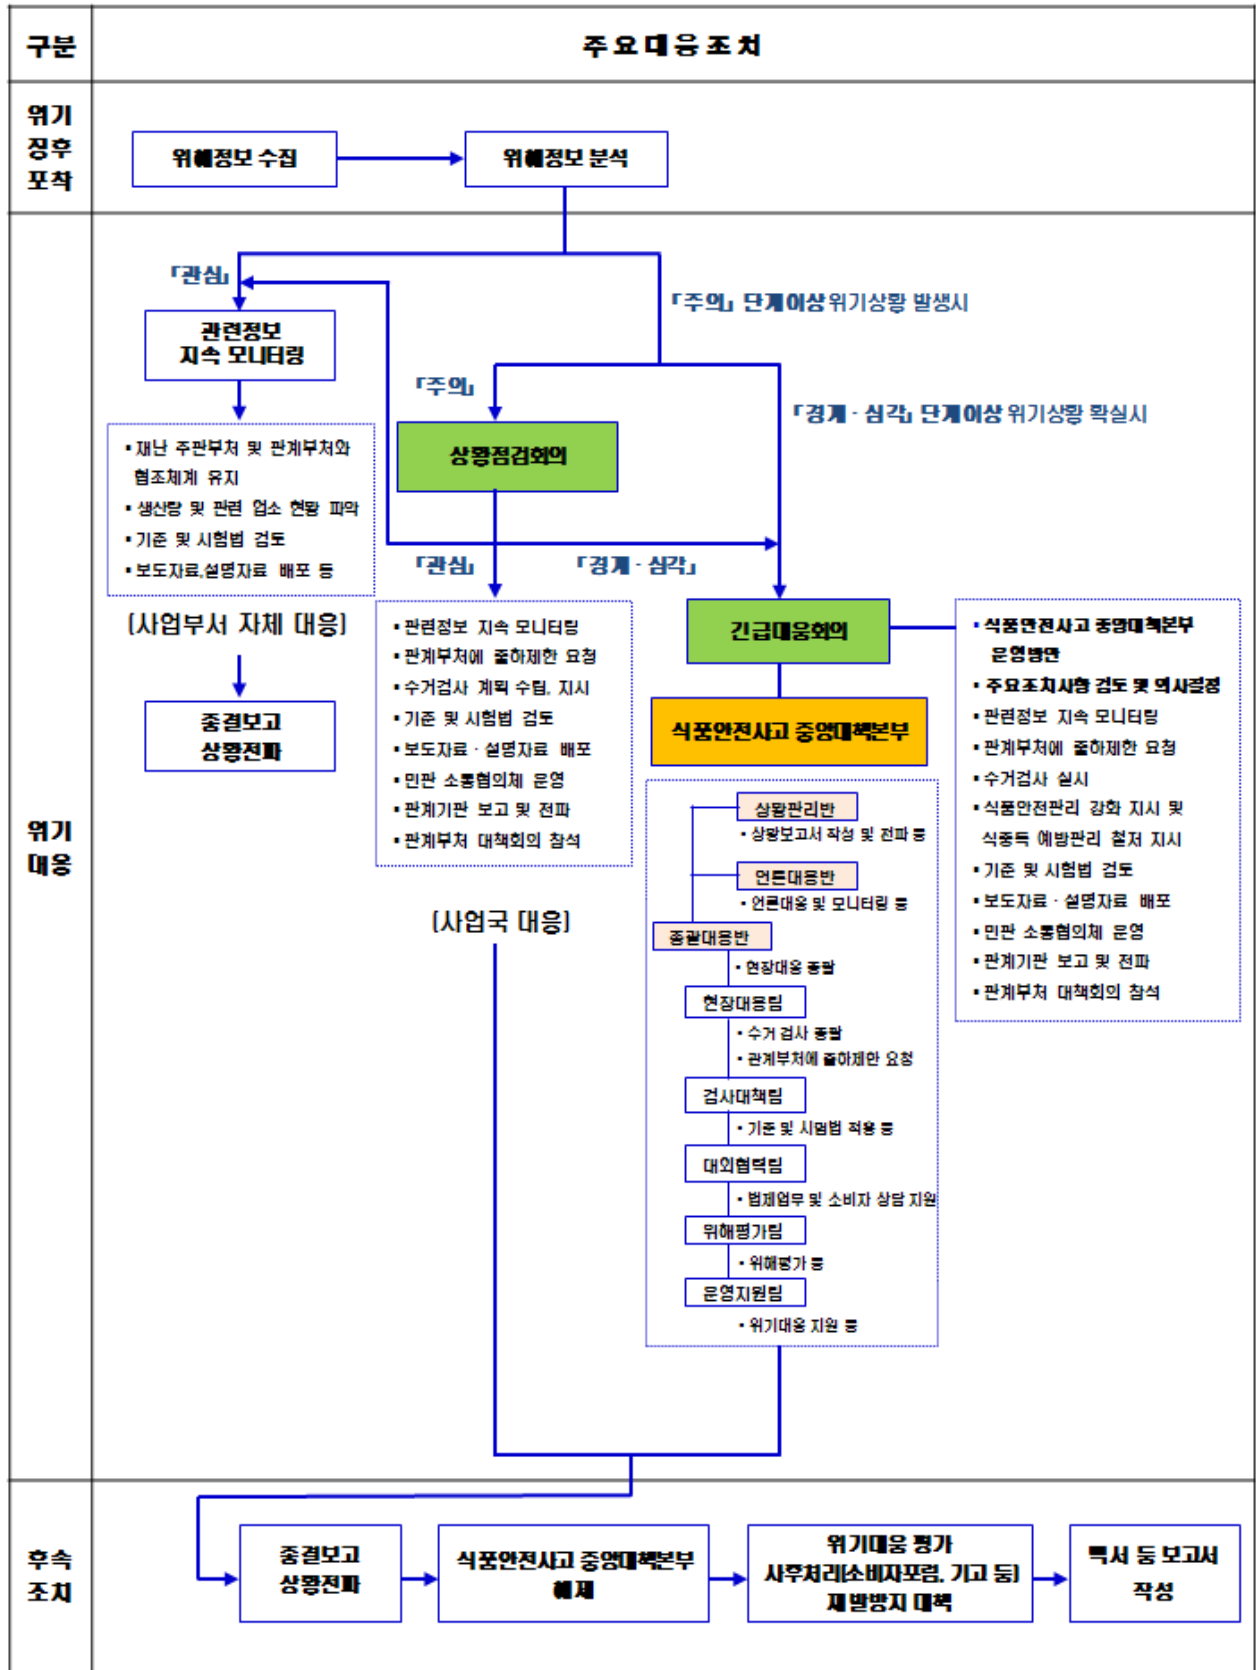 구분
주요대응조치
위기
징후
포착
위해정보 수집
위해정보 분석
위기
대응
「관심」
「주의」 단계이상 위기상황 발생시
관련정보
지속 모니터링
「주의」
「경계·심각」 단계이상 위기상황 확실시
▪ 재난 주관부처 및 관계부처와
협조체계 유지
▪ 생산량 및 관련 업소 현황 파악
▪ 기준 및 시험법 검토
▪ 보도자료,설명자료 배포 등
(사업부서 자체 대응)
종결보고
상황전파
상황점검회의
「관심」
「경계·심각」
▪ 관련정보 지속 모니터링
▪ 관계부처에 출하제한 요청
▪ 수거검사 계획 수립, 지시
▪ 기준 및 시험법 검토
▪ 보도자료·설명자료 배포
▪ 민관 소통협의체 운영
▪ 관계기관 보고 및 전파
▪ 관계부처 대책회의 참석
(사업국 대응)
긴급대응회의
식품안전사고 중앙대책본부
상황관리반
▪ 상황보고서 작성 및 전파 등
언론대응반
▪ 언론대응 및 모니터링 등
총괄대응반
▪ 현장대응 총괄
현장대응팀
▪ 수거 검사 총괄
▪ 관계부처에 출하제한 요청
검사대책팀
▪ 기준 및 시험법 적용 등
대외협력팀
▪ 법제업무 및 소비자 상담 지원
위해평가팀
▪ 위해평가 등
운영지원팀
▪ 위기대응 지원 등
▪ 식품안전사고 중앙대책본부
운영방안
▪ 주요조치사항 검토 및 의사결정
▪ 관련정보 지속 모니터링
▪ 관계부처에 출하제한 요청
▪ 수거검사 실시
▪ 식품안전관리 강화 지시 및
식중독 예방관리 철저 지시
▪ 기준 및 시험법 검토
▪ 보도자료·설명자료 배포
▪ 민관 소통협의체 운영
▪ 관계기관 보고 및 전파
▪ 관계부처 대책회의 참석
후속
조치
종결보고
상황전파
식품안전사고 중앙대책본부
해제
위기대응 평가
사후처리(소비자포럼, 기고 등)
재발방지 대책
백서 등 보고서
작성